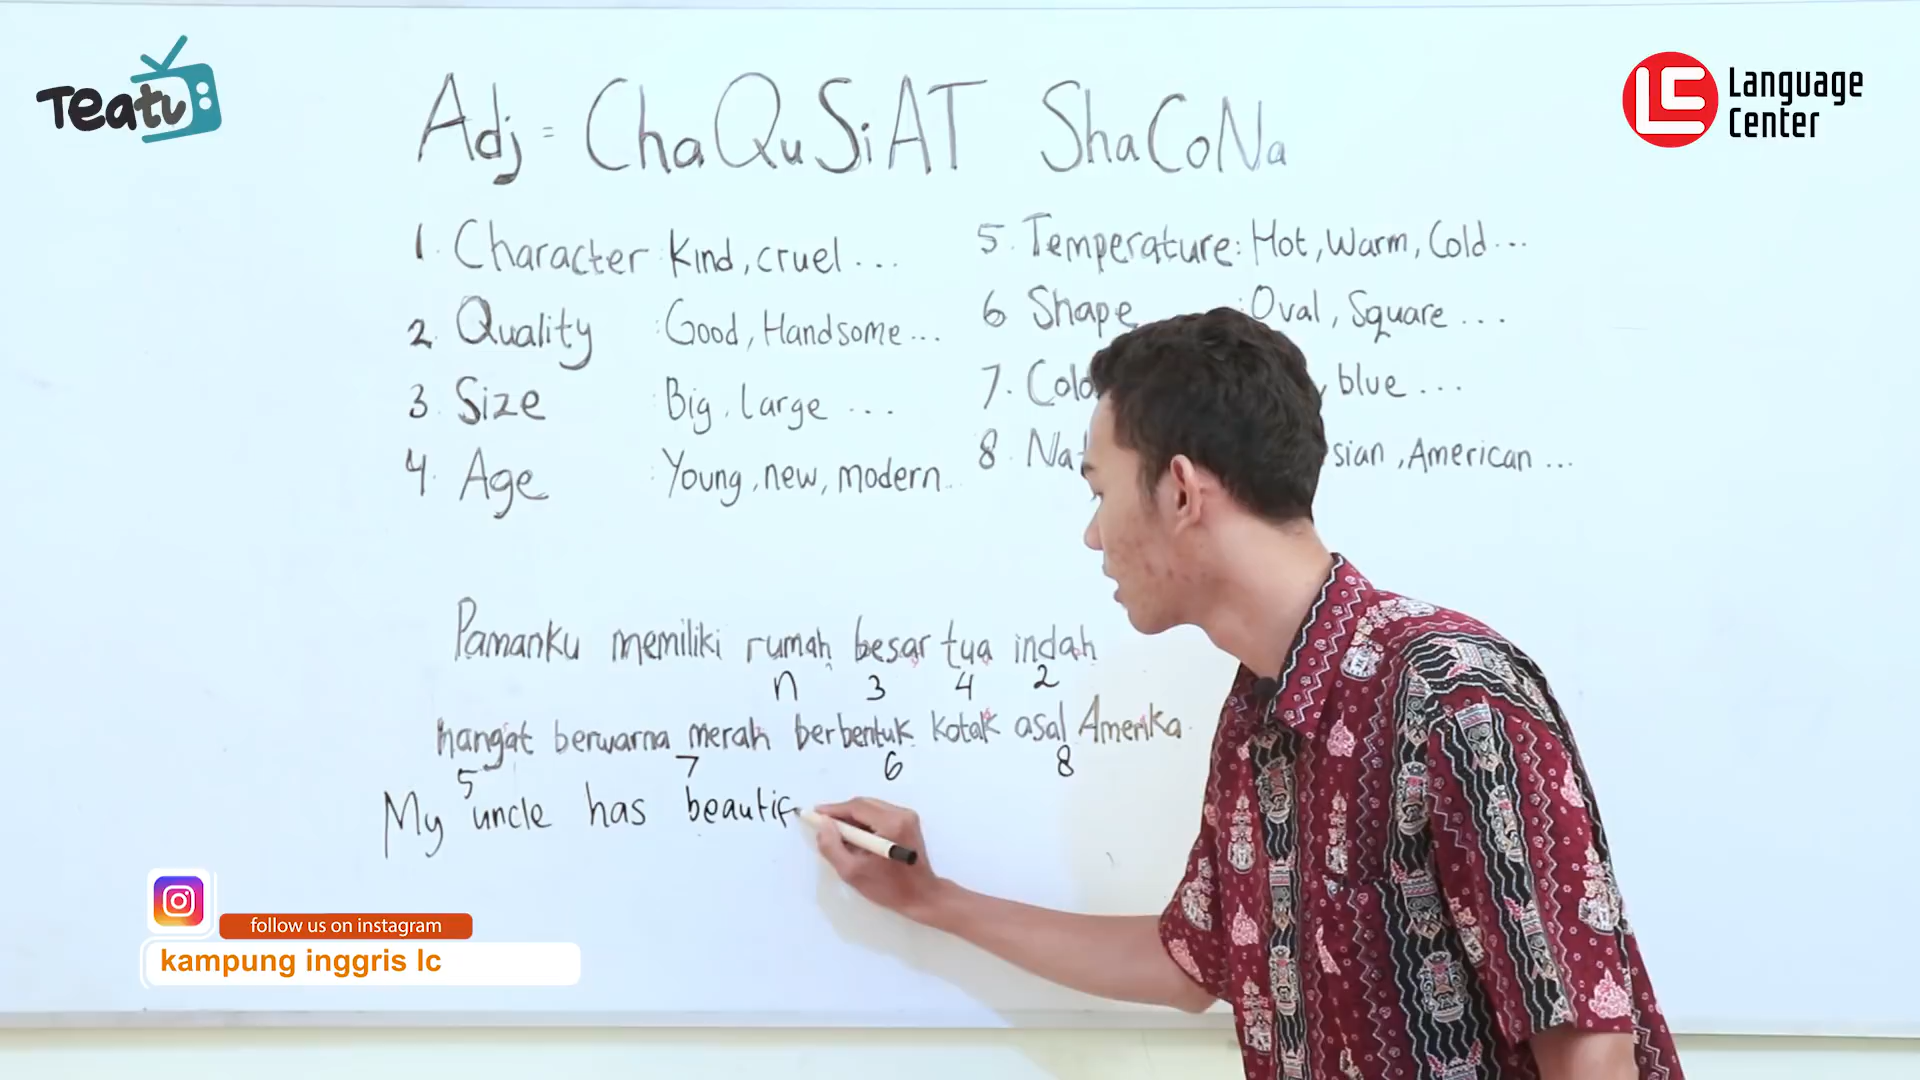 Teatv
LC Language Center
Adj = ChaQuSiAT ShaCoNa
1. Character : Kind, cruel ...
2. Quality : Good, Handsome ...
3. Size : Big, large ...
4. Age : Young, new, modern ...
5. Temperature : Hot, Warm, Cold ...
6 Shape : Oval, Square ...
7. Colo , blue ...
8. Nat sian, American ...
Pamanku memiliki rumah besar tua indah
n 3 4 2
hangat berwarna merah berbentuk kotak asal Amerika
5 7 6 8
My uncle has beautif
follow us on instagram
kampung inggris lc